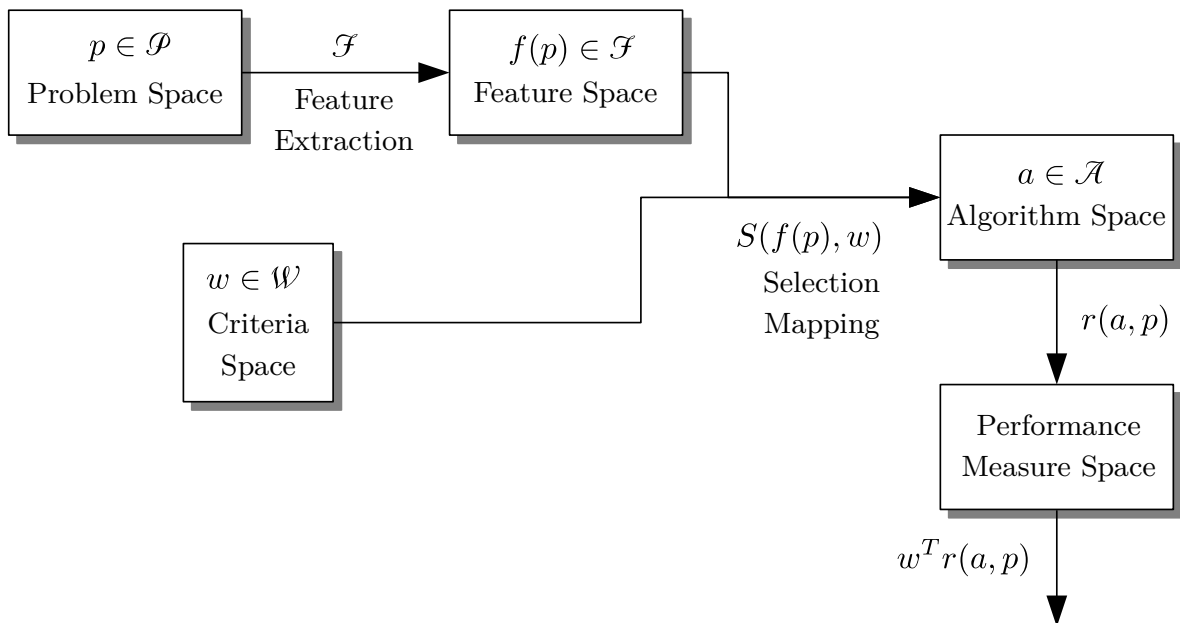 p ∈ 𝒫
Problem Space
ℱ
Feature
Extraction
f(p) ∈ ℱ
Feature Space
w ∈ 𝒲
Criteria
Space
S(f(p), w)
Selection
Mapping
a ∈ 𝒜
Algorithm Space
r(a, p)
Performance
Measure Space
w^T r(a, p)